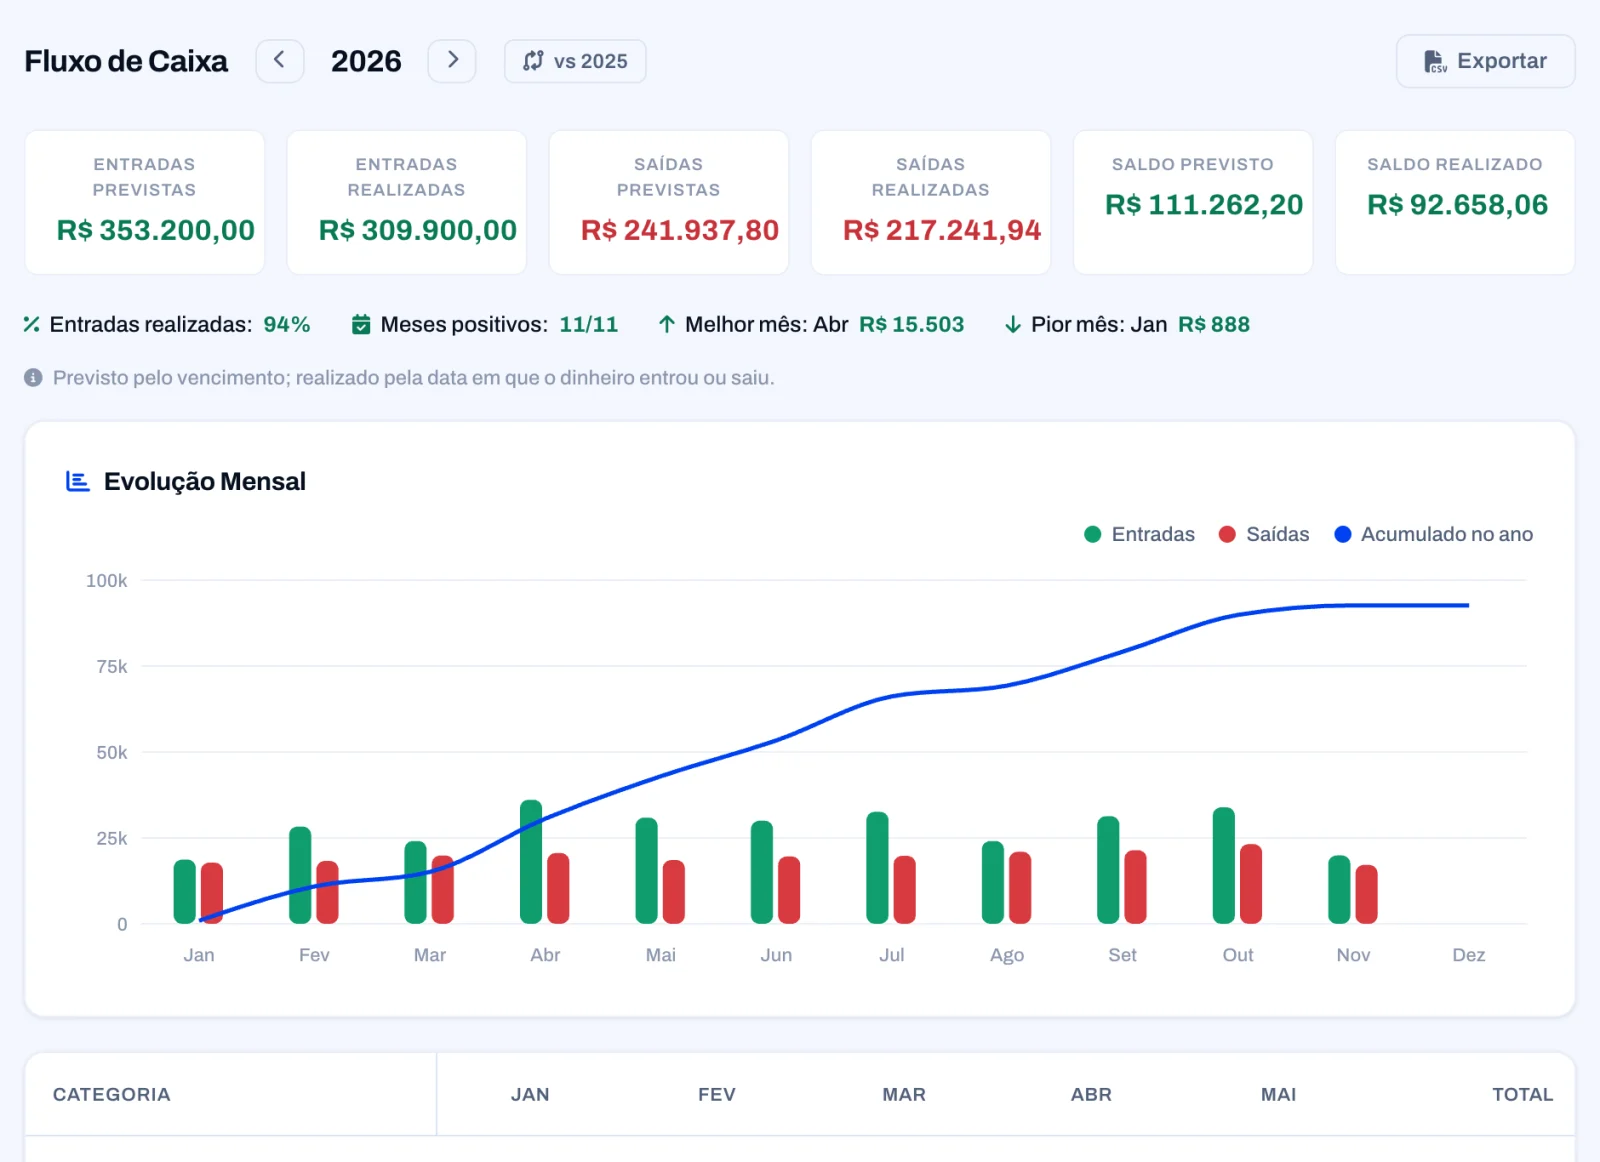 Fluxo de Caixa 2026 vs 2025 Exportar
ENTRADAS
PREVISTAS
R$ 353.200,00
ENTRADAS
REALIZADAS
R$ 309.900,00
SAÍDAS
PREVISTAS
R$ 241.937,80
SAÍDAS
REALIZADAS
R$ 217.241,94
SALDO PREVISTO
R$ 111.262,20
SALDO REALIZADO
R$ 92.658,06
Entradas realizadas: 94% Meses positivos: 11/11 Melhor mês: Abr R$ 15.503 Pior mês: Jan R$ 888
Previsto pelo vencimento; realizado pela data em que o dinheiro entrou ou saiu.
Evolução Mensal
Entradas Saídas Acumulado no ano
100k
75k
50k
25k
0
Jan Fev Mar Abr Mai Jun Jul Ago Set Out Nov Dez
CATEGORIA JAN FEV MAR ABR MAI TOTAL